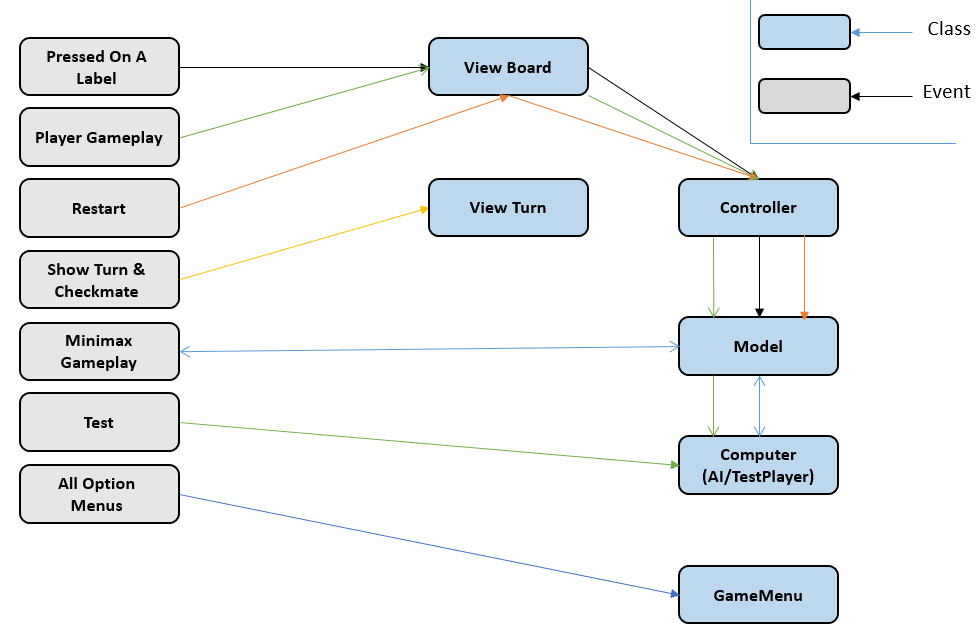 Class
Event
Pressed On A
Label
View Board
Player Gameplay
Restart
View Turn
Controller
Show Turn &
Checkmate
Minimax
Gameplay
Model
Test
Computer
(AI/TestPlayer)
All Option
Menus
GameMenu